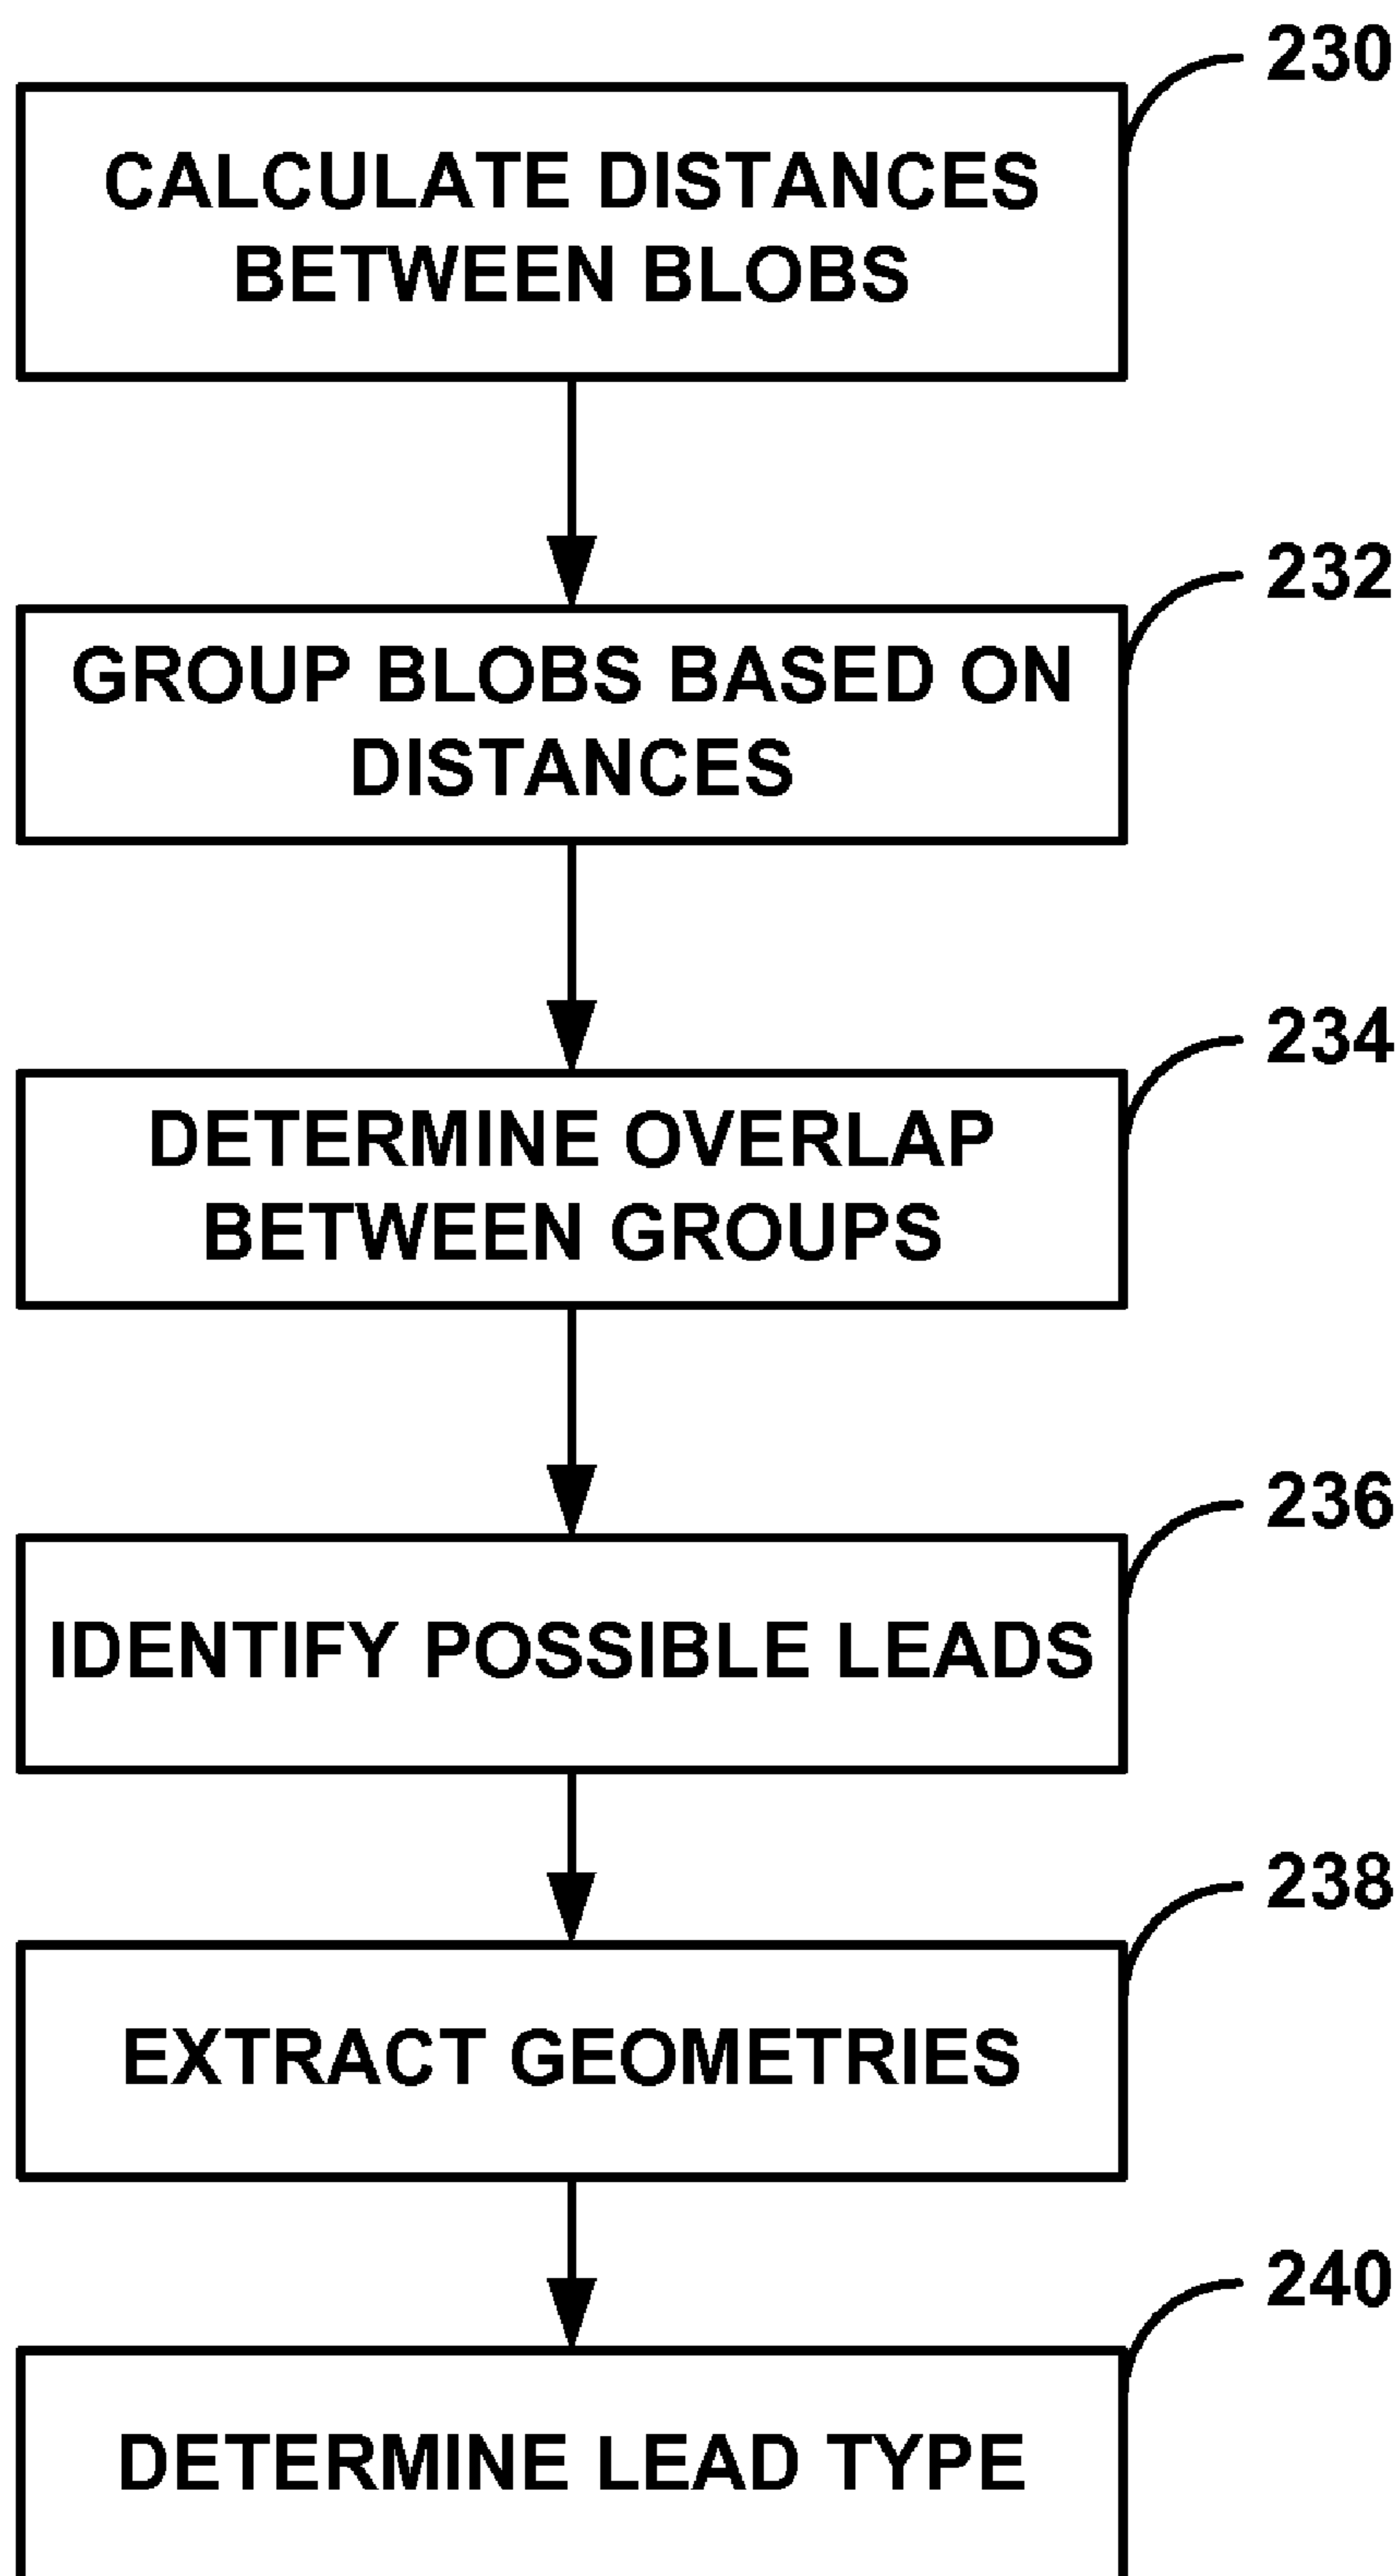 230
CALCULATE DISTANCES
BETWEEN BLOBS
232
GROUP BLOBS BASED ON
DISTANCES
234
DETERMINE OVERLAP
BETWEEN GROUPS
236
IDENTIFY POSSIBLE LEADS
238
EXTRACT GEOMETRIES
240
DETERMINE LEAD TYPE